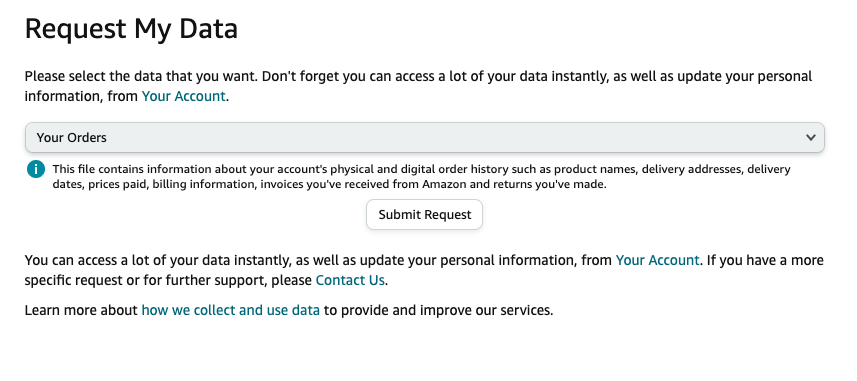 Request My Data
Please select the data that you want. Don't forget you can access a lot of your data instantly, as well as update your personal
information, from Your Account.
Your Orders
This file contains information about your account's physical and digital order history such as product names, delivery addresses, delivery
dates, prices paid, billing information, invoices you've received from Amazon and returns you've made.
Submit Request
You can access a lot of your data instantly, as well as update your personal information, from Your Account. If you have a more
specific request or for further support, please Contact Us.
Learn more about how we collect and use data to provide and improve our services.